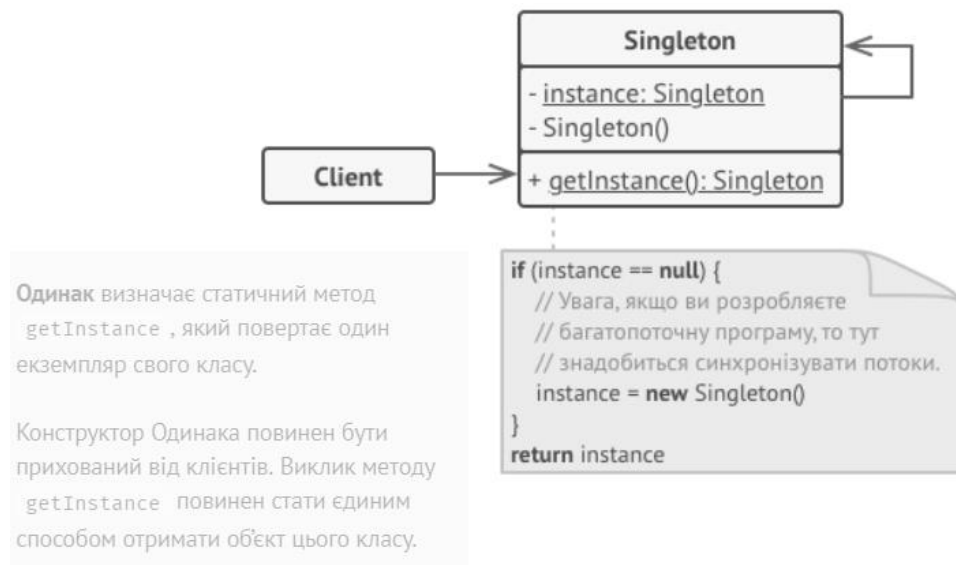 Singleton
- instance: Singleton
- Singleton()
Client
+ getInstance(): Singleton
Одинак визначає статичний метод
getInstance , який повертає один
екземпляр свого класу.
Конструктор Одинака повинен бути
прихований від клієнтів. Виклик методу
getInstance повинен стати єдиним
способом отримати об'єкт цього класу.
if (instance == null) {
// Увага, якщо ви розробляєте
// багатопоточну програму, то тут
// знадобиться синхронізувати потоки.
instance = new Singleton()
}
return instance